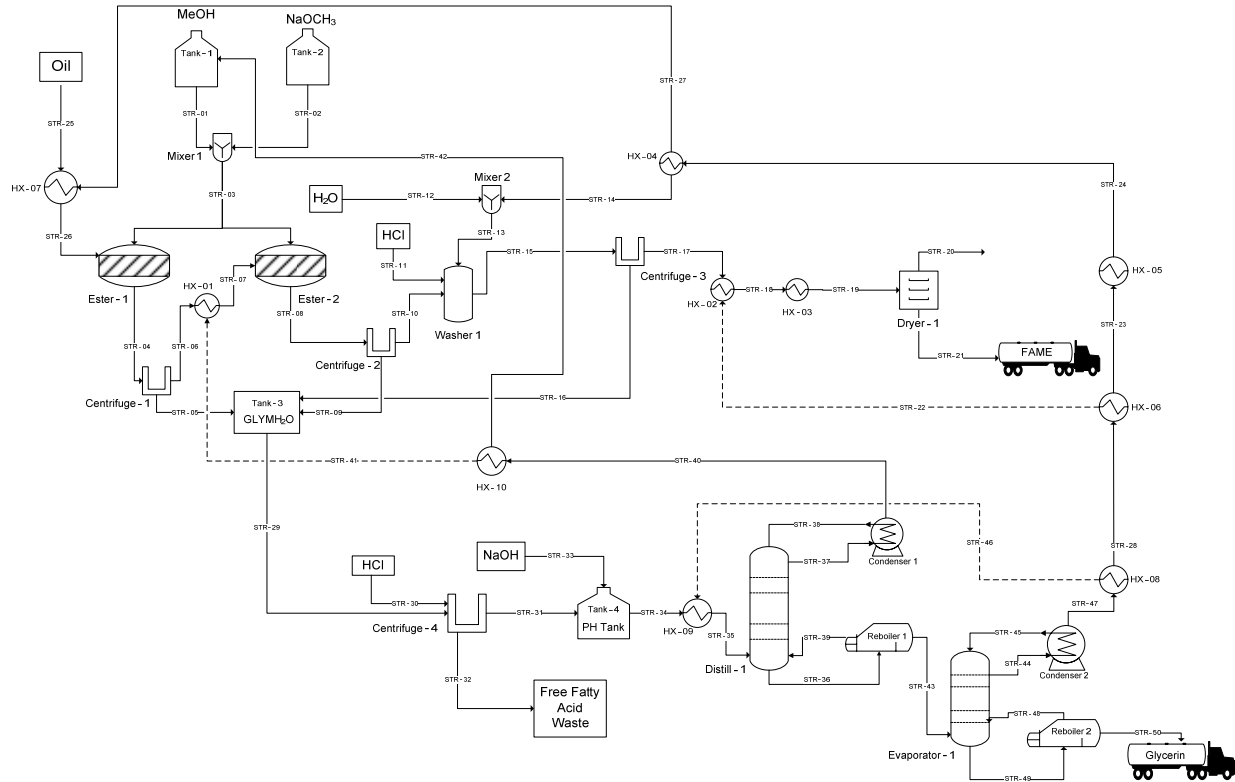 MeOH
NaOCH3
Tank-1
Tank-2
Oil
STR-27
STR-25
STR-01
STR-02
Mixer 1
STR-42
HX-04
STR-24
HX-07
STR-03
Mixer 2
H2O
STR-12
STR-14
STR-26
HCl
STR-13
STR-11
STR-15
STR-17
STR-20
STR-07
HX-01
Ester-1
Ester-2
Centrifuge-3
HX-05
HX-02
STR-18
HX-03
STR-19
STR-08
STR-10
Washer 1
Dryer-1
STR-23
STR-04
STR-06
Centrifuge-2
STR-21
FAME
Centrifuge-1
STR-05
Tank-3
GLYMH2O
STR-09
STR-16
STR-22
HX-06
STR-41
HX-10
STR-40
STR-29
STR-38
STR-46
STR-28
NaOH
STR-33
HCl
STR-37
Condenser 1
HX-08
STR-30
Centrifuge-4
STR-31
Tank-4
PH Tank
STR-34
HX-09
STR-35
STR-39
Reboiler 1
STR-47
STR-45
STR-44
Condenser 2
Distill-1
STR-36
STR-43
STR-32
Free Fatty
Acid
Waste
STR-48
Reboiler 2
STR-50
Evaporator-1
STR-49
Glycerin